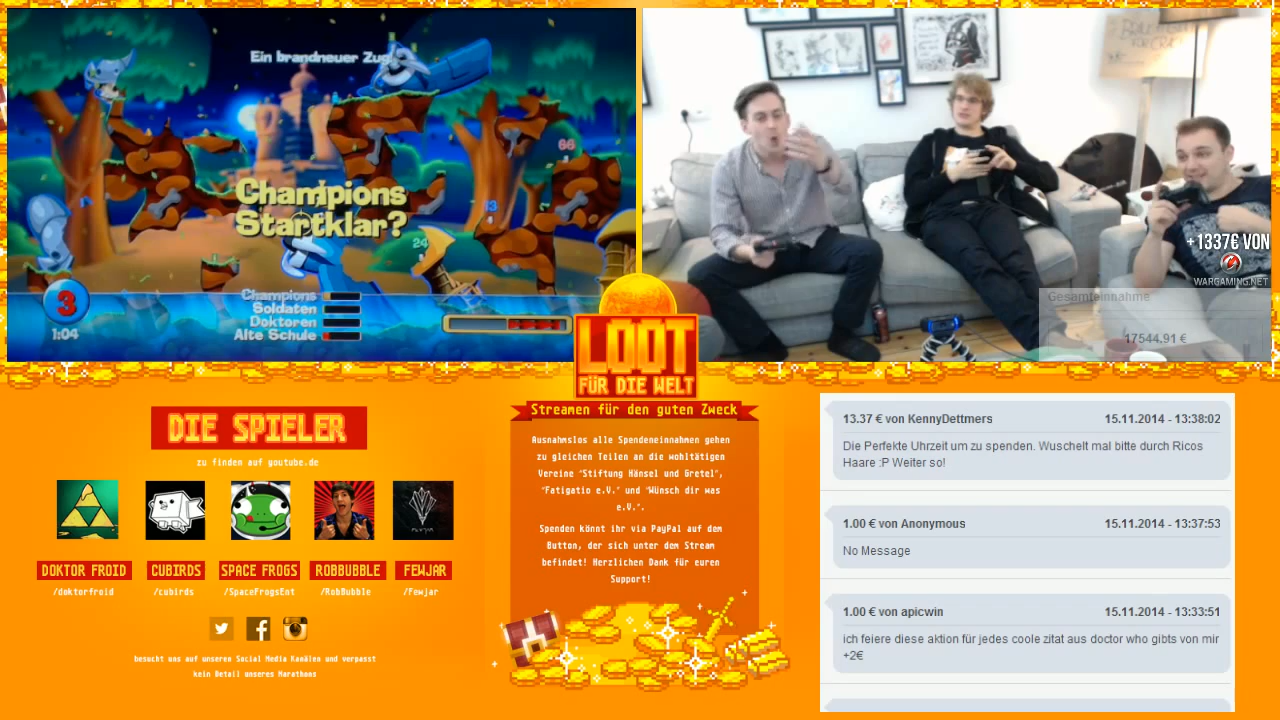 Ein brandneuer Zug
66
Champions
Startklar?
13
24
3
1:04
Champions
Soldaten
Doktoren
Alte Schule
+1337€ VON
WARGAMING.NET
Gesamteinnahme
17544.91 €
LOOT
FÜR DIE WELT
Streamen für den guten Zweck
Ausnahmslos alle Spendeneinnahmen gehen
zu gleichen Teilen an die wohltätigen
Vereine "Stiftung Hänsel und Gretel",
"Fatigatio e.V." und "Wünsch dir was
e.V.".
Spenden könnt ihr via PayPal auf dem
Button, der sich unter dem Stream
befindet! Herzlichen Dank für euren
Support!
DIE SPIELER
zu finden auf youtube.de
DOKTOR FROID
CUBIRDS
SPACE FROGS
ROBBUBBLE
FEWJAR
/doktorfroid
/cubirds
/SpaceFrogsEnt
/RobBubble
/Fewjar
besucht uns auf unseren Social Media Kanälen und verpasst
kein Detail unseres Marathons
13.37 € von KennyDettmers 15.11.2014 - 13:38:02
Die Perfekte Uhrzeit um zu spenden. Wuschelt mal bitte durch Ricos
Haare :P Weiter so!
1.00 € von Anonymous 15.11.2014 - 13:37:53
No Message
1.00 € von apicwin 15.11.2014 - 13:33:51
ich feiere diese aktion für jedes coole zitat aus doctor who gibts von mir
+2€